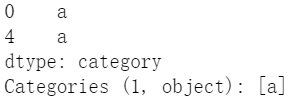 0    a
4    a
dtype: category
Categories (1, object): [a]